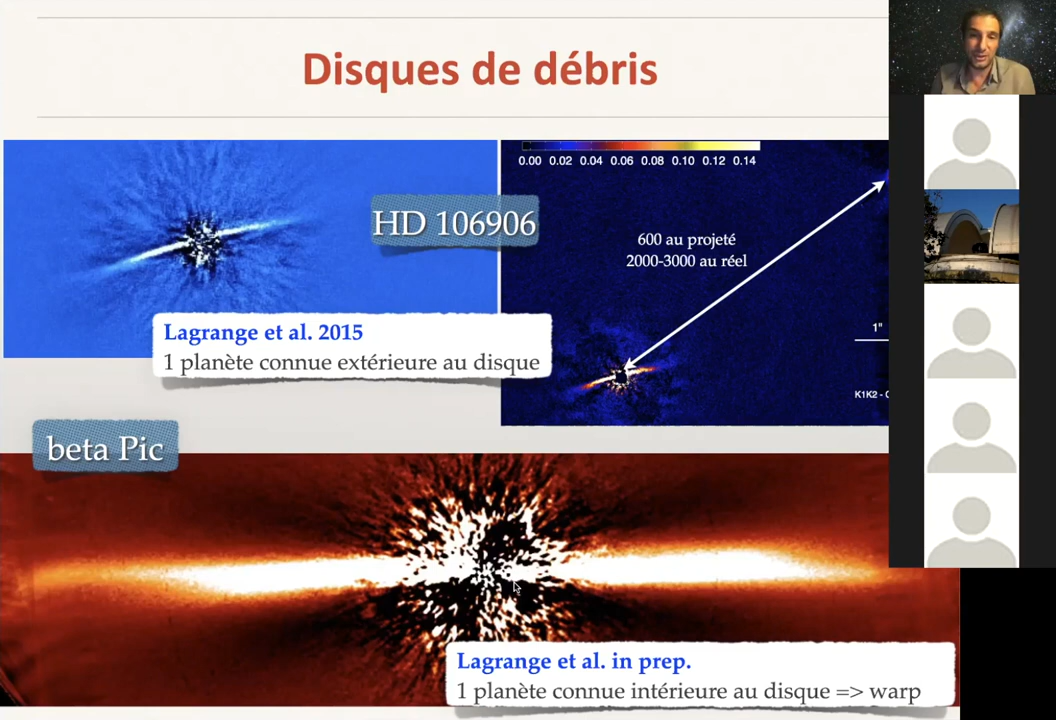 Disques de débris
HD 106906
0.00 0.02 0.04 0.06 0.08 0.10 0.12 0.14
600 au projeté
2000-3000 au réel
1"
K1K2 -
Lagrange et al. 2015
1 planète connue extérieure au disque
beta Pic
Lagrange et al. in prep.
1 planète connue intérieure au disque => warp